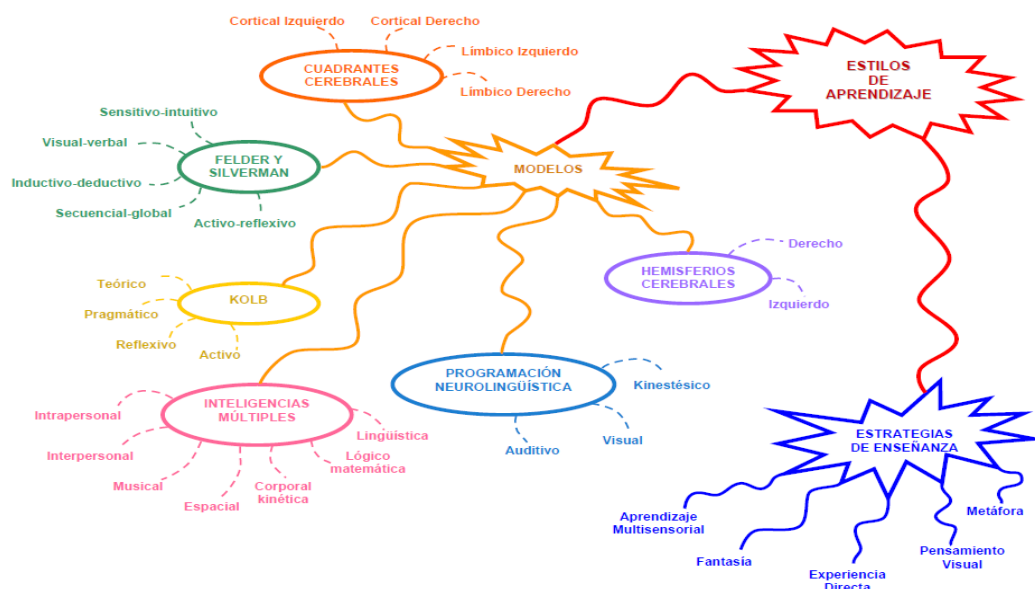 Cortical Izquierdo
Cortical Derecho
Límbico Izquierdo
Límbico Derecho
CUADRANTES
CEREBRALES
ESTILOS
DE
APRENDIZAJE
Sensitivo-intuitivo
Visual-verbal
Inductivo-deductivo
Secuencial-global
Activo-reflexivo
FELDER Y
SILVERMAN
MODELOS
Derecho
Izquierdo
HEMISFERIOS
CEREBRALES
Teórico
Pragmático
Reflexivo
Activo
KOLB
PROGRAMACIÓN
NEUROLINGÜÍSTICA
Kinestésico
Visual
Auditivo
INTELIGENCIAS
MÚLTIPLES
Intrapersonal
Interpersonal
Musical
Espacial
Corporal
kinética
Lógico
matemática
Lingüística
ESTRATEGIAS
DE ENSEÑANZA
Aprendizaje
Multisensorial
Fantasía
Experiencia
Directa
Pensamiento
Visual
Metáfora